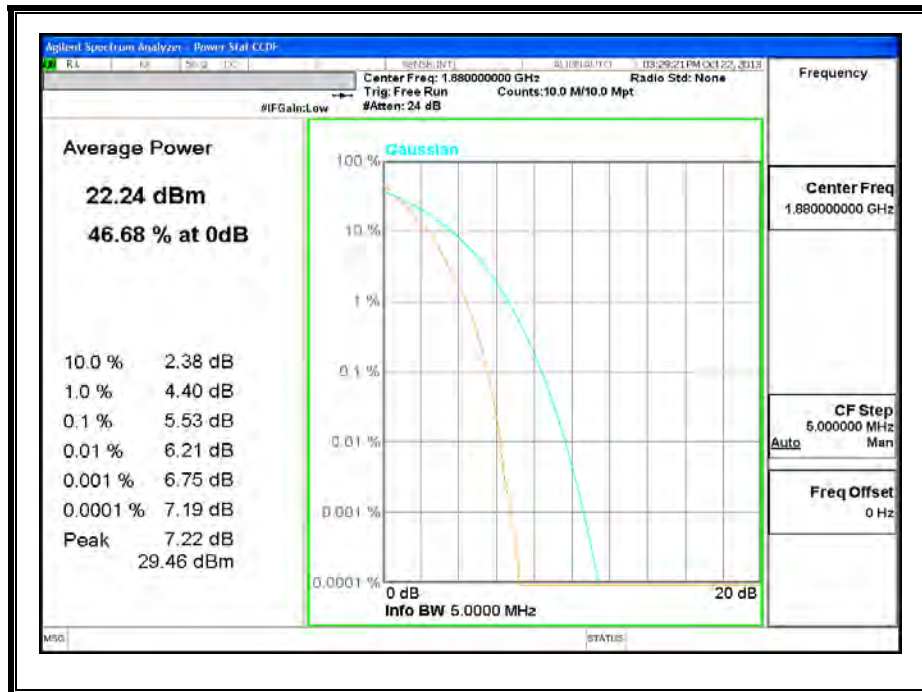 Agilent Spectrum Analyzer - Power Stat CCDF
RL
SENSE:INT
ALIGN AUTO
03:29:21 PM Oct 22, 2013
Center Freq: 1.880000000 GHz
Radio Std: None
Trig: Free Run
Counts:10.0 M/10.0 Mpt
#IFGain:Low
#Atten: 24 dB
Frequency
Average Power
22.24 dBm
46.68 % at 0dB
10.0 % 2.38 dB
1.0 % 4.40 dB
0.1 % 5.53 dB
0.01 % 6.21 dB
0.001 % 6.75 dB
0.0001 % 7.19 dB
Peak 7.22 dB
29.46 dBm
Gaussian
100 %
10 %
1 %
0.1 %
0.01 %
0.001 %
0.0001 %
0 dB
20 dB
Info BW 5.0000 MHz
Center Freq
1.880000000 GHz
CF Step
5.000000 MHz
Auto Man
Freq Offset
0 Hz
MSG
STATUS